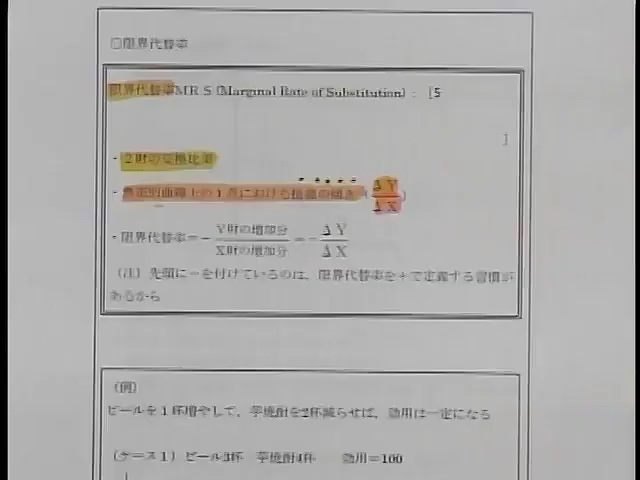 □限界代替率
限界代替率MRS (Marginal Rate of Substitution) : [5
]
・2財の交換比率
・無差別曲線上の1点における接線の傾き (ΔY/ΔX)
・限界代替率=-Y財の増加分/X財の増加分=-ΔY/ΔX
(注) 先頭に-を付けているのは、限界代替率を+で定義する習慣が
あるから
(例)
ビールを1杯増やして、芋焼酎を2杯減らせば、効用は一定になる
(ケース1) ビール3杯 芋焼酎4杯 効用=100